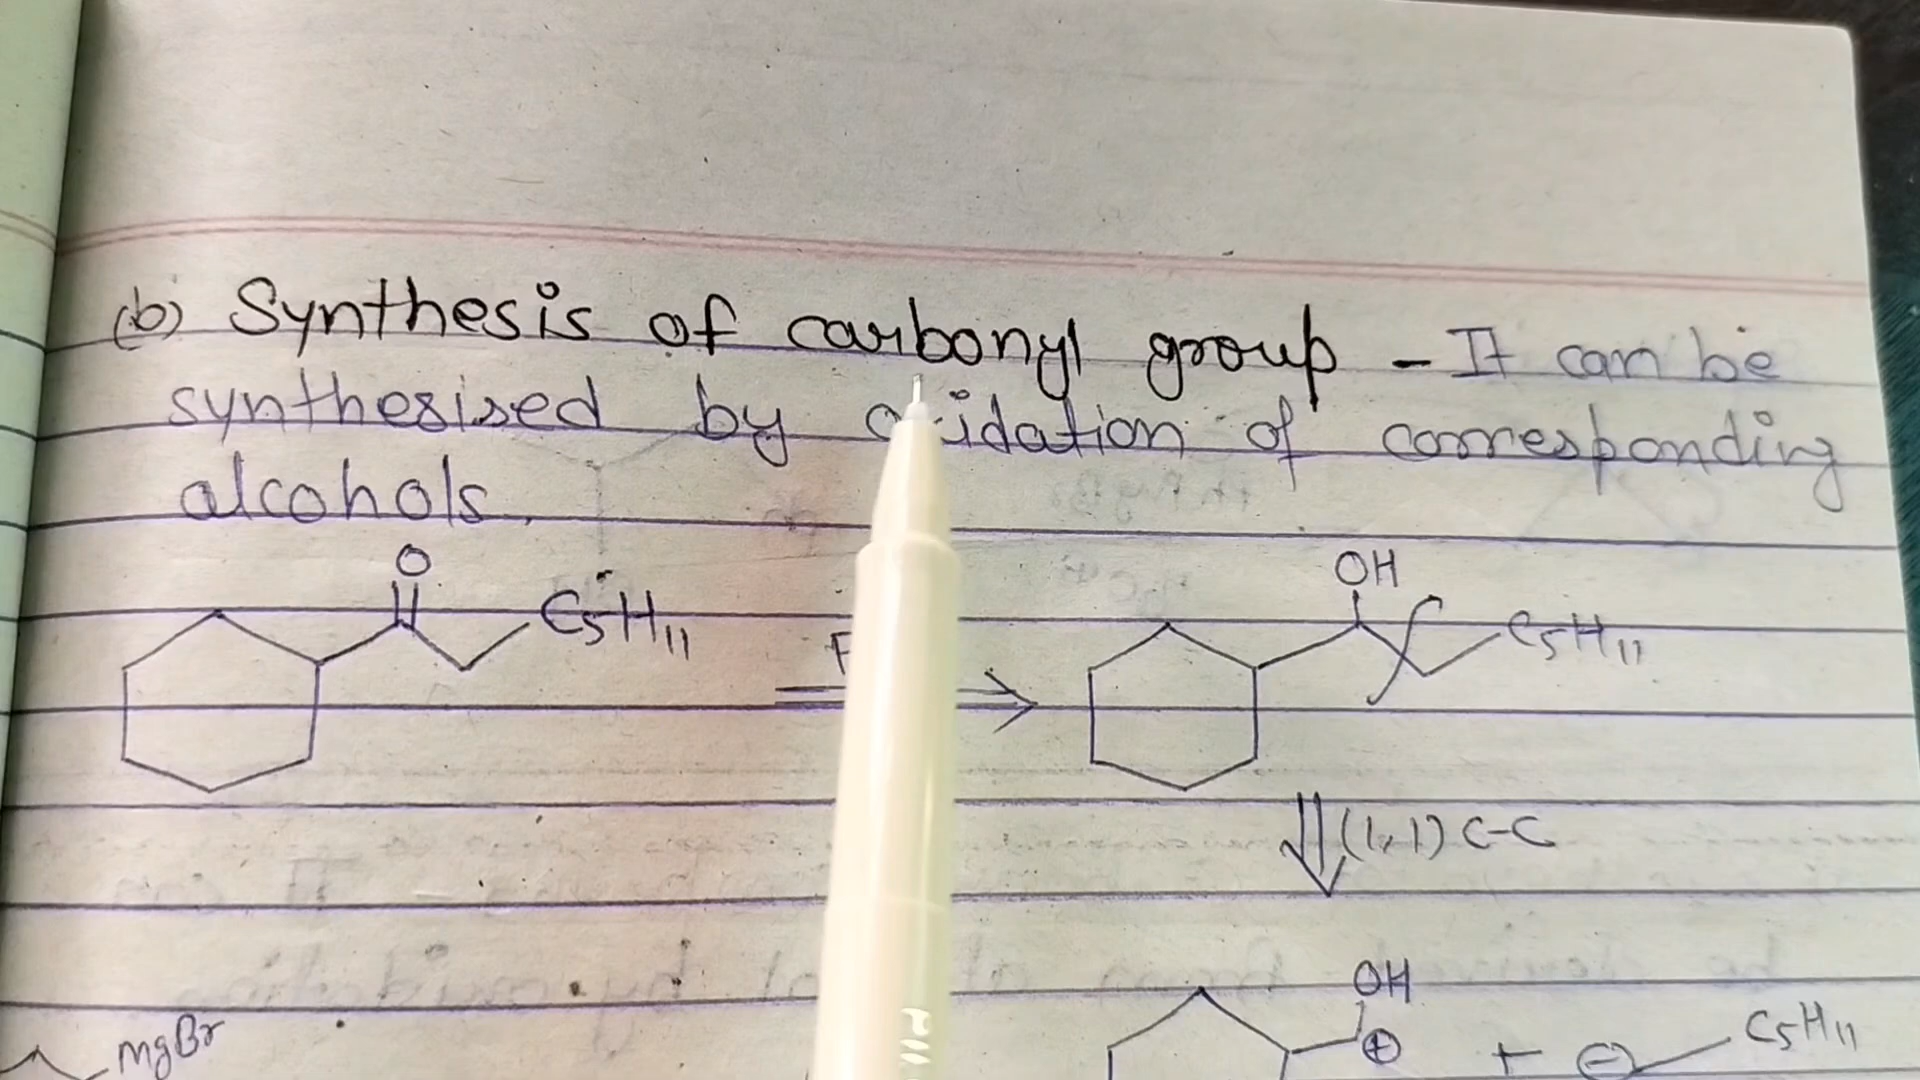 (b) Synthesis of carbonyl group - It can be
synthesised by oxidation of corresponding
alcohols.
O
C5H11
OH
C5H11
F
(1,1) C-C
OH
⊕ + ⊖ C5H11
MgBr